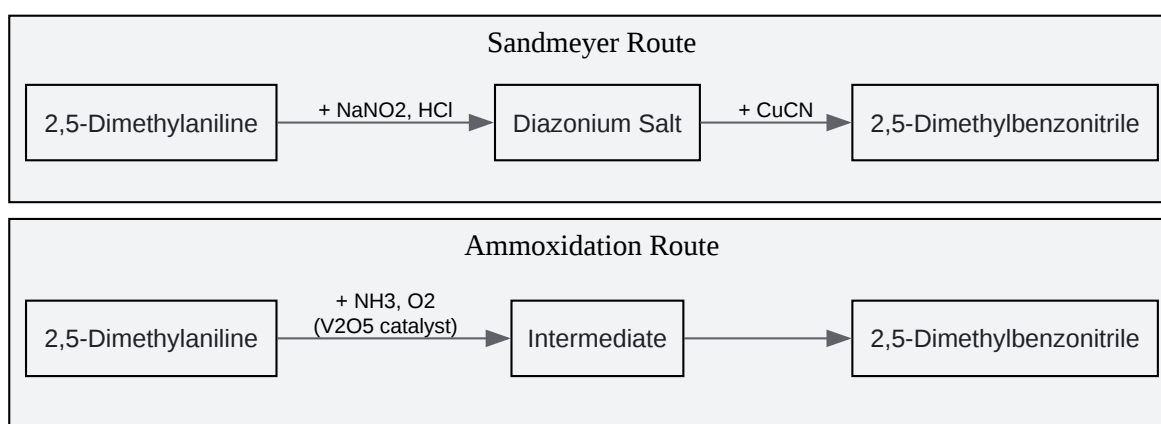 Sandmeyer Route
2,5-Dimethylaniline
+ NaNO2, HCl
Diazonium Salt
+ CuCN
2,5-Dimethylbenzonitrile
Ammoxidation Route
2,5-Dimethylaniline
+ NH3, O2
(V2O5 catalyst)
Intermediate
2,5-Dimethylbenzonitrile